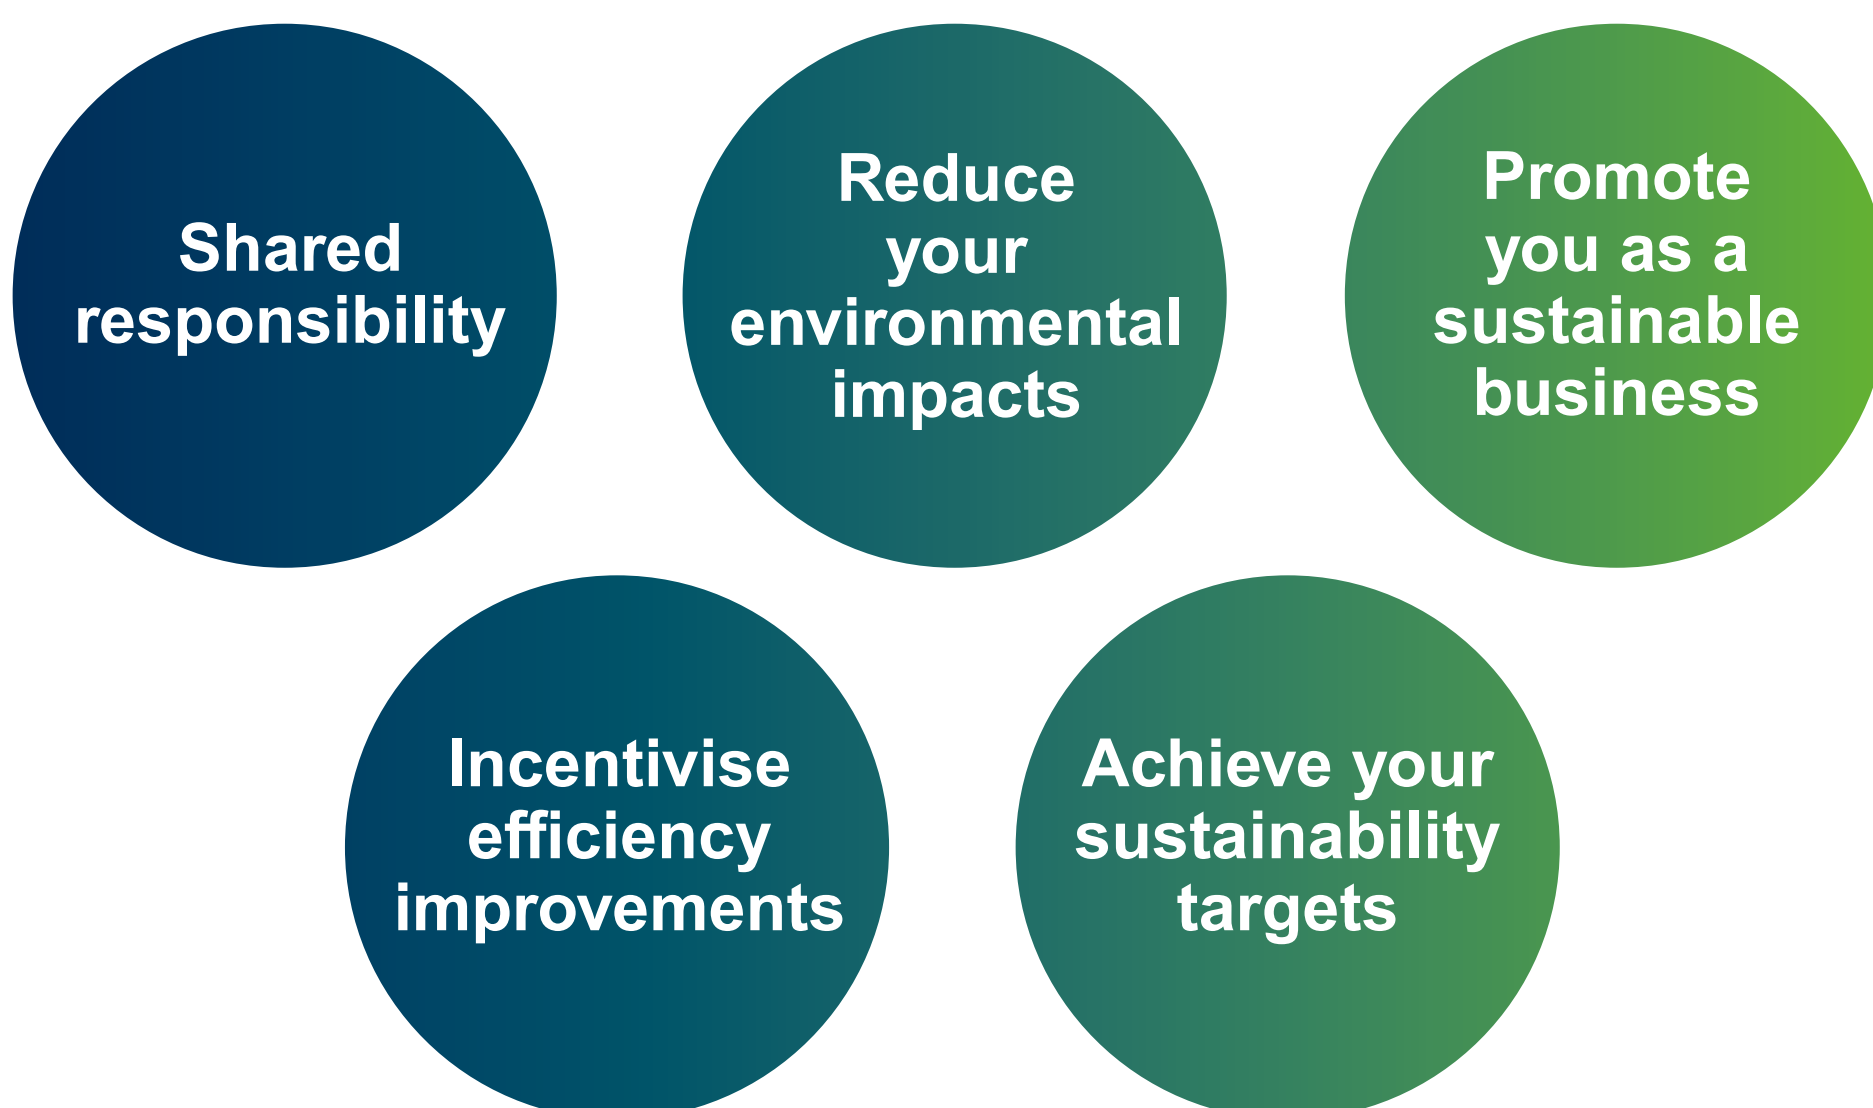 Shared
responsibility
Reduce
your
environmental
impacts
Promote
you as a
sustainable
business
Incentivise
efficiency
improvements
Achieve your
sustainability
targets